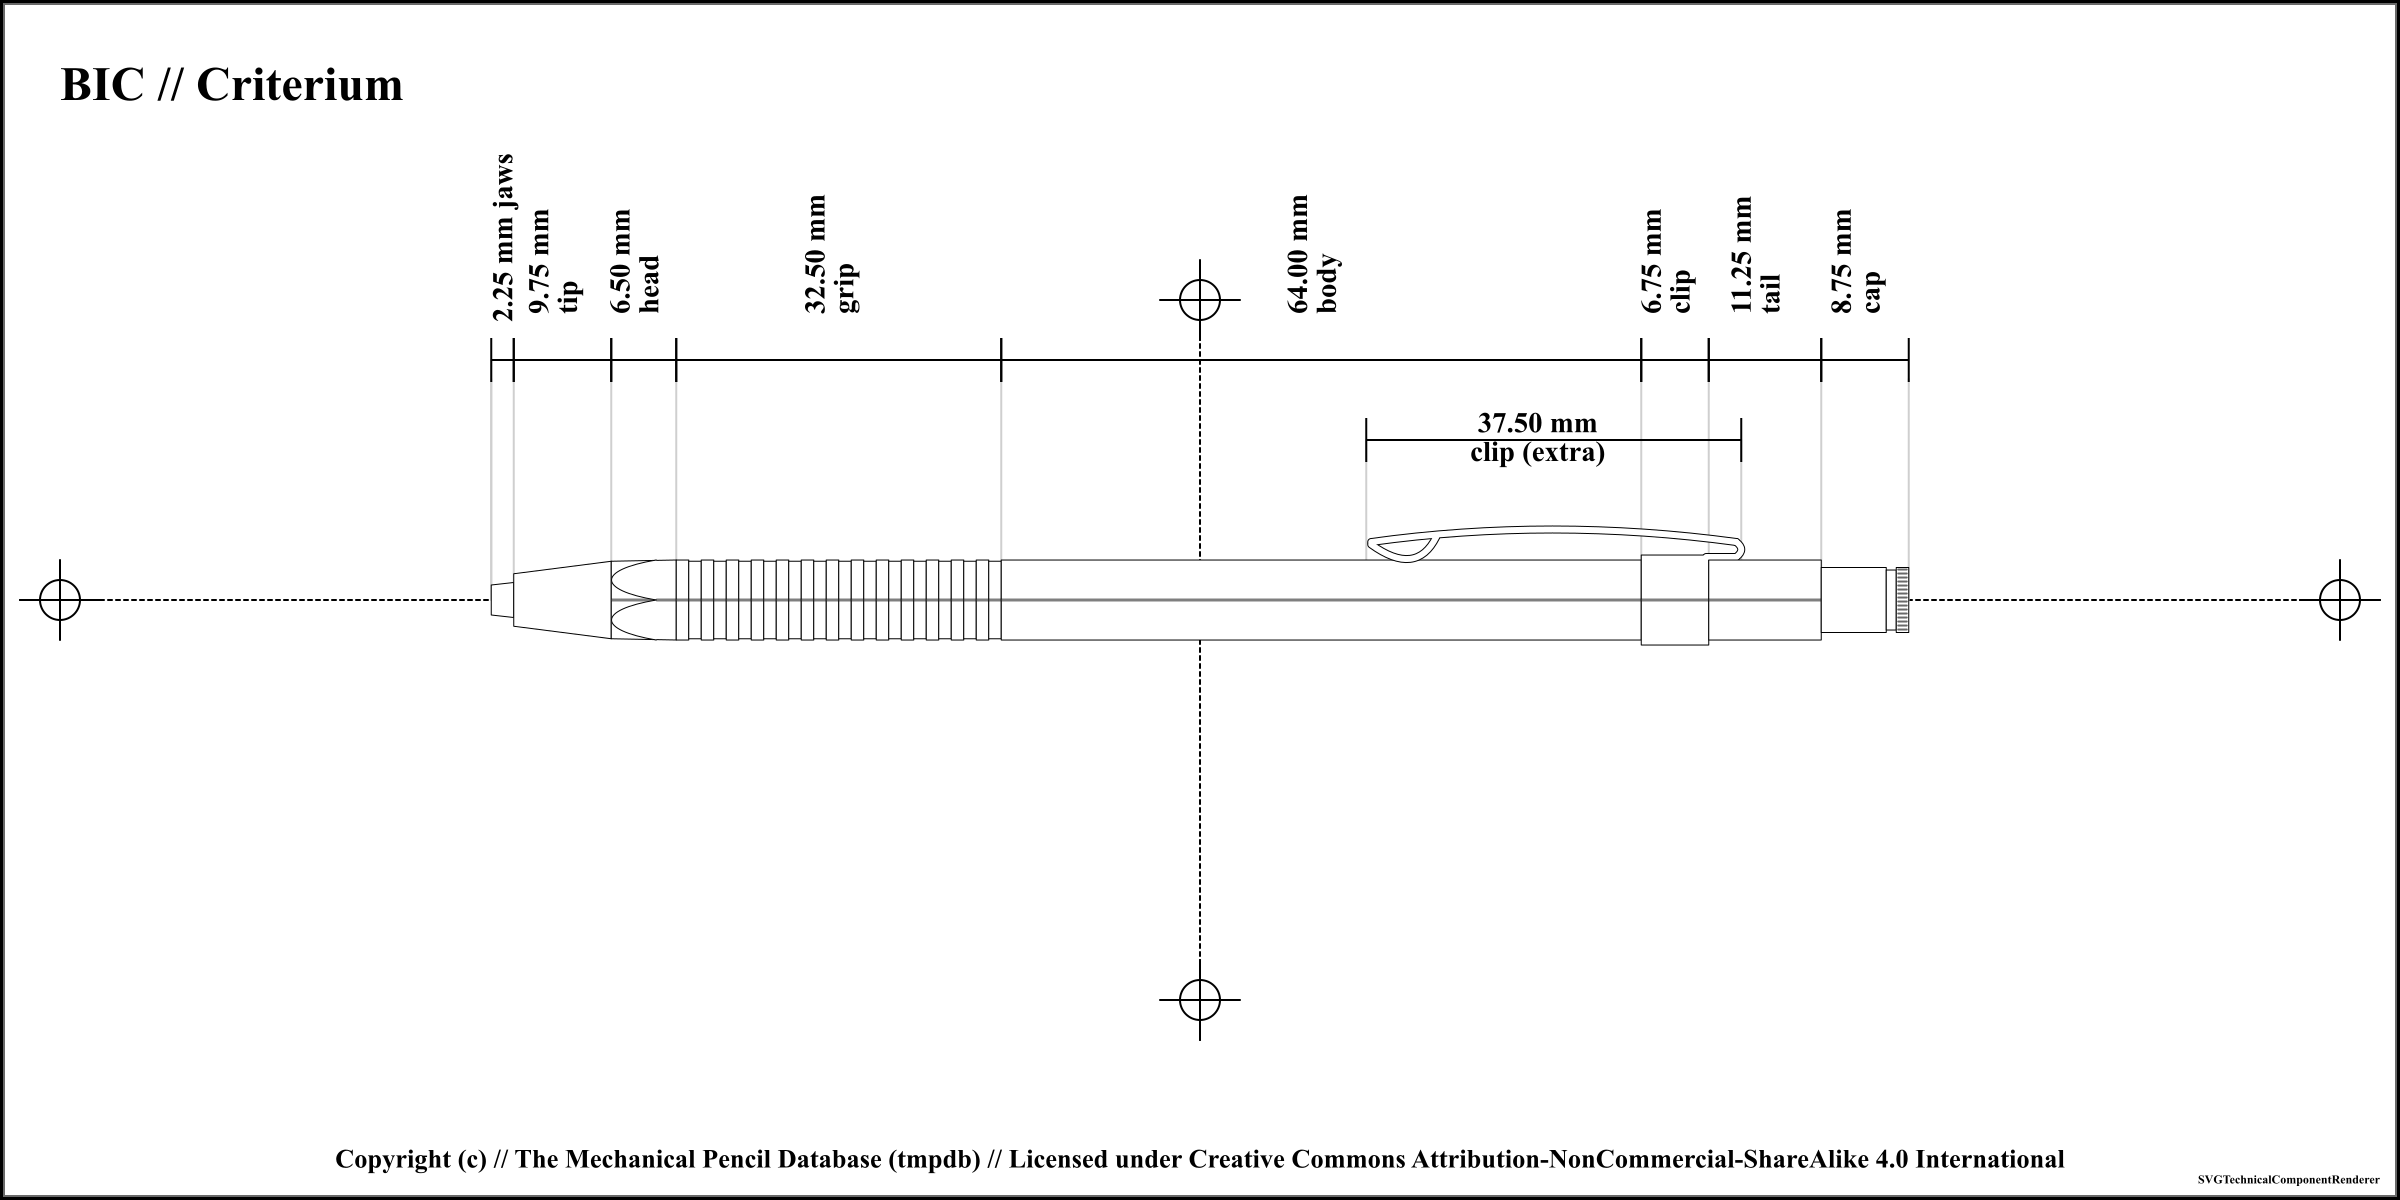 BIC // Criterium
2.25 mm jaws
9.75 mm
tip
6.50 mm
head
32.50 mm
grip
64.00 mm
body
6.75 mm
clip
11.25 mm
tail
8.75 mm
cap
37.50 mm
clip (extra)
Copyright (c) // The Mechanical Pencil Database (tmpdb) // Licensed under Creative Commons Attribution-NonCommercial-ShareAlike 4.0 International
SVGTechnicalComponentRenderer